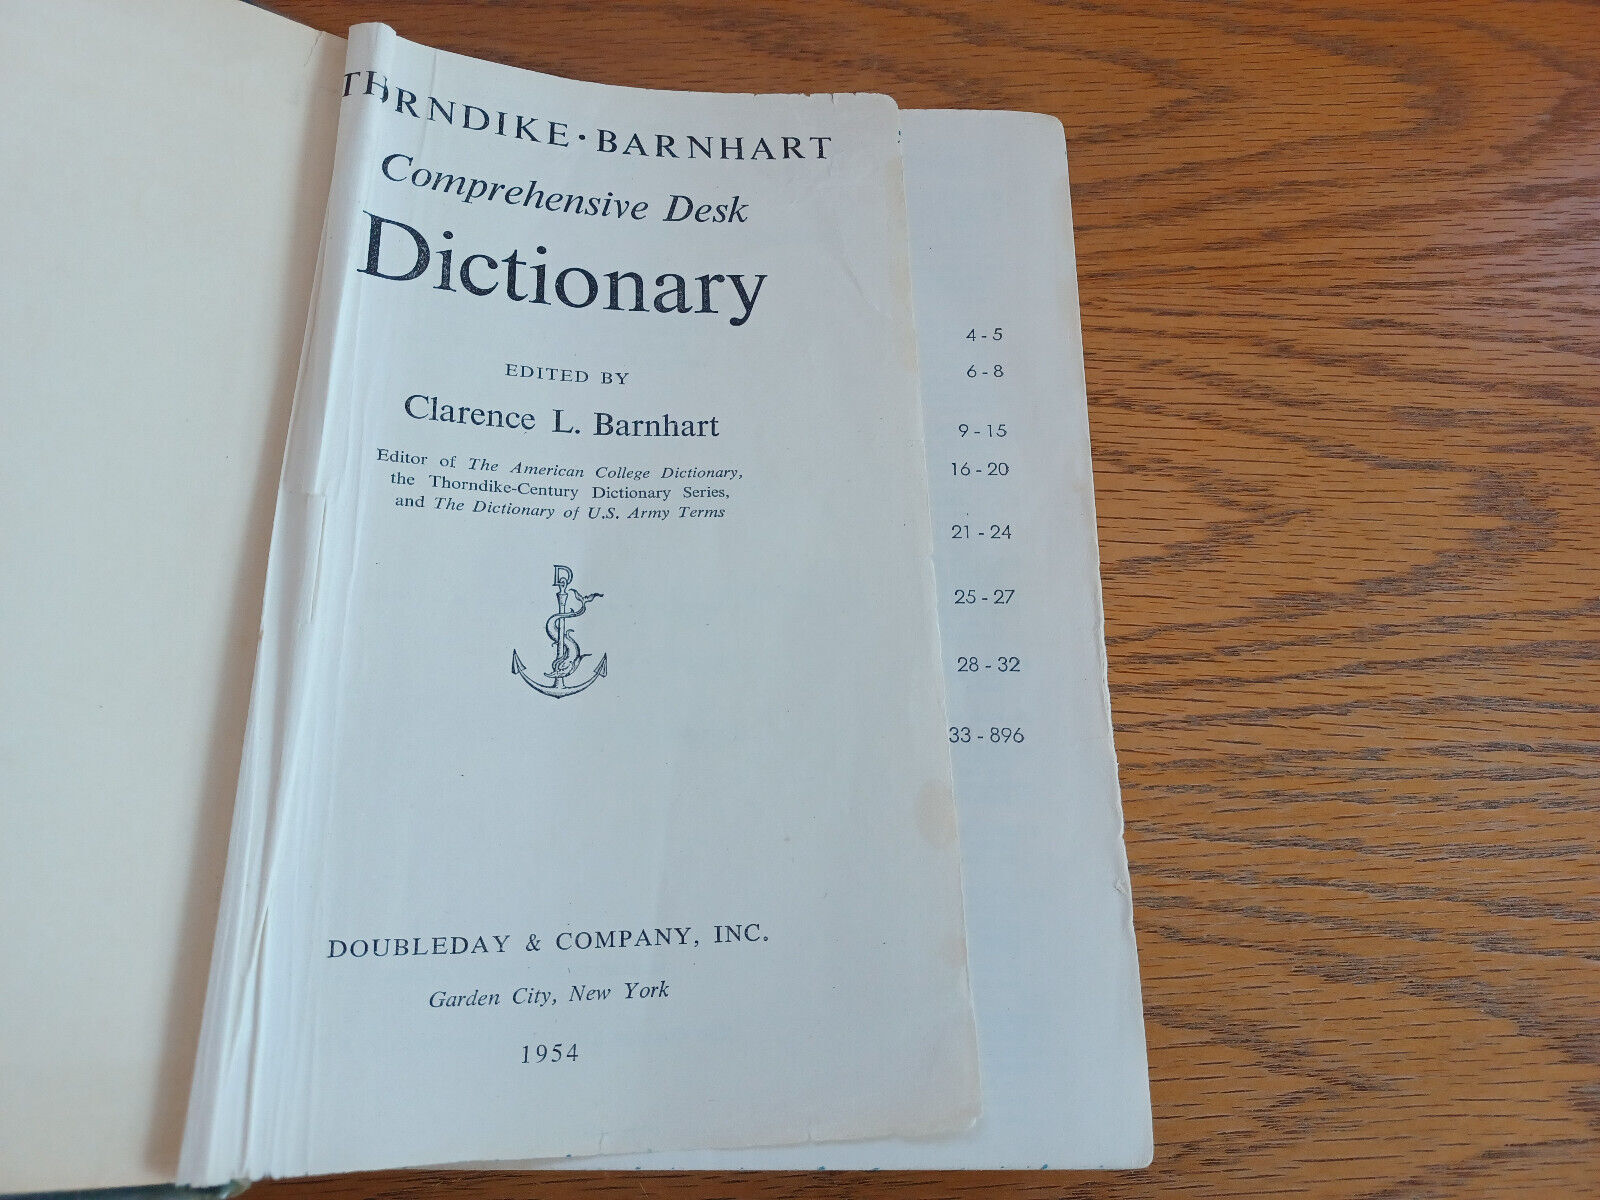 THORNDIKE · BARNHART
Comprehensive Desk
Dictionary
EDITED BY
Clarence L. Barnhart
Editor of The American College Dictionary,
the Thorndike-Century Dictionary Series,
and The Dictionary of U.S. Army Terms
D
DOUBLEDAY & COMPANY, INC.
Garden City, New York
1954
4 - 5
6 - 8
9 - 15
16 - 20
21 - 24
25 - 27
28 - 32
33 - 896